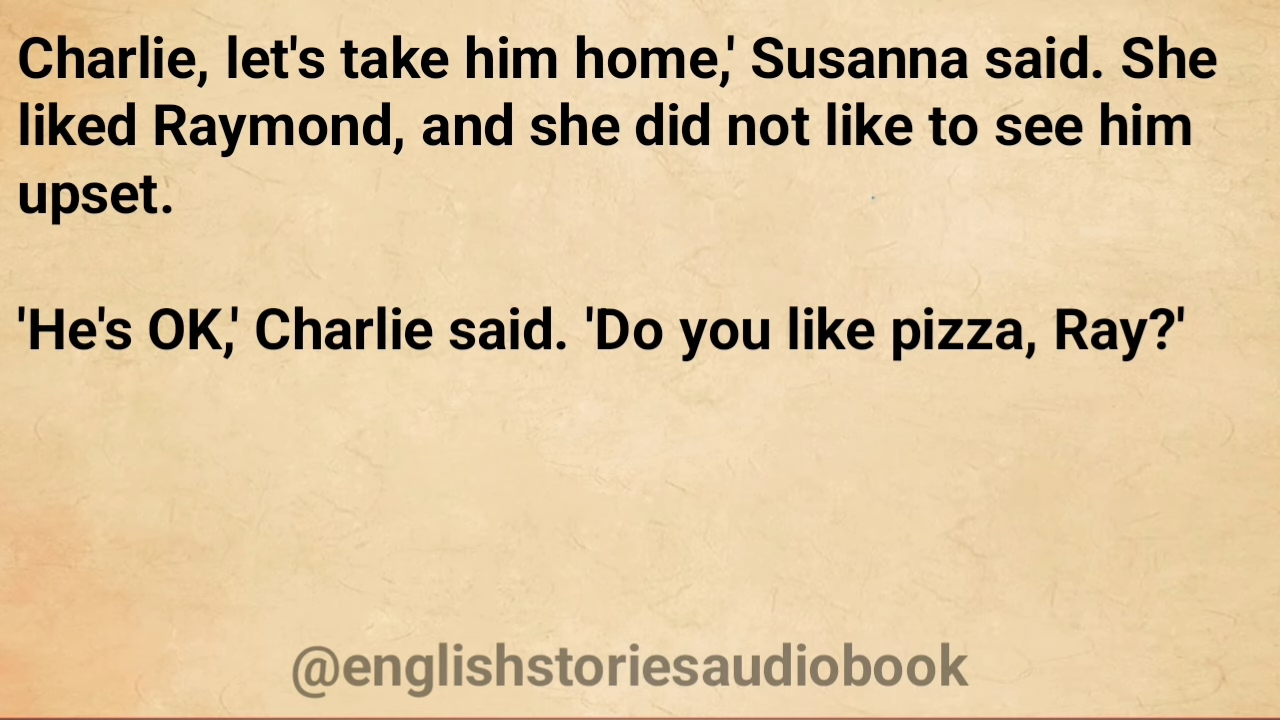 Charlie, let's take him home,' Susanna said. She
liked Raymond, and she did not like to see him
upset.
'He's OK,' Charlie said. 'Do you like pizza, Ray?'
@englishstoriesaudiobook